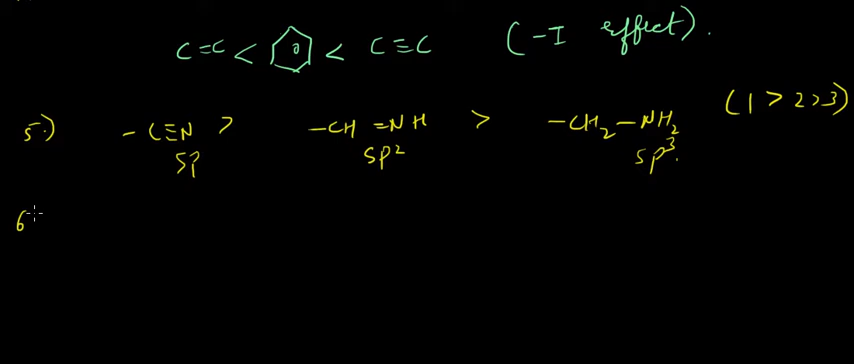 C=C < ⌬ < C≡C (-I effect).
5.) -C≡N > -CH=NH > -CH₂-NH₂ (1 > 2 > 3)
SP SP² SP³.
6